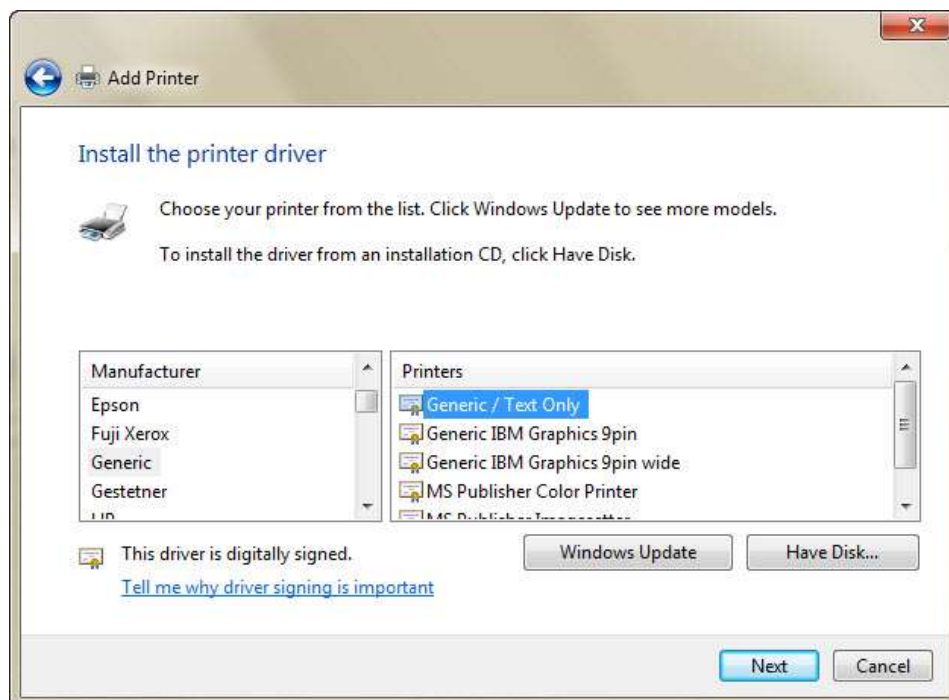 Add Printer
Install the printer driver
Choose your printer from the list. Click Windows Update to see more models.
To install the driver from an installation CD, click Have Disk.
Manufacturer
Epson
Fuji Xerox
Generic
Gestetner
Printers
Generic / Text Only
Generic IBM Graphics 9pin
Generic IBM Graphics 9pin wide
MS Publisher Color Printer
MS Publisher Imagesetter
This driver is digitally signed.
Tell me why driver signing is important
Windows Update
Have Disk...
Next
Cancel